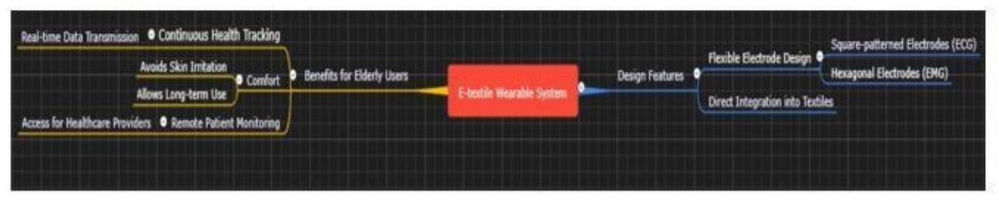 Real-time Data Transmission
Continuous Health Tracking
Avoids Skin Irritation
Allows Long-term Use
Comfort
Access for Healthcare Providers
Remote Patient Monitoring
Benefits for Elderly Users
E-textile Wearable System
Design Features
Flexible Electrode Design
Square-patterned Electrodes (ECG)
Hexagonal Electrodes (EMG)
Direct Integration into Textiles